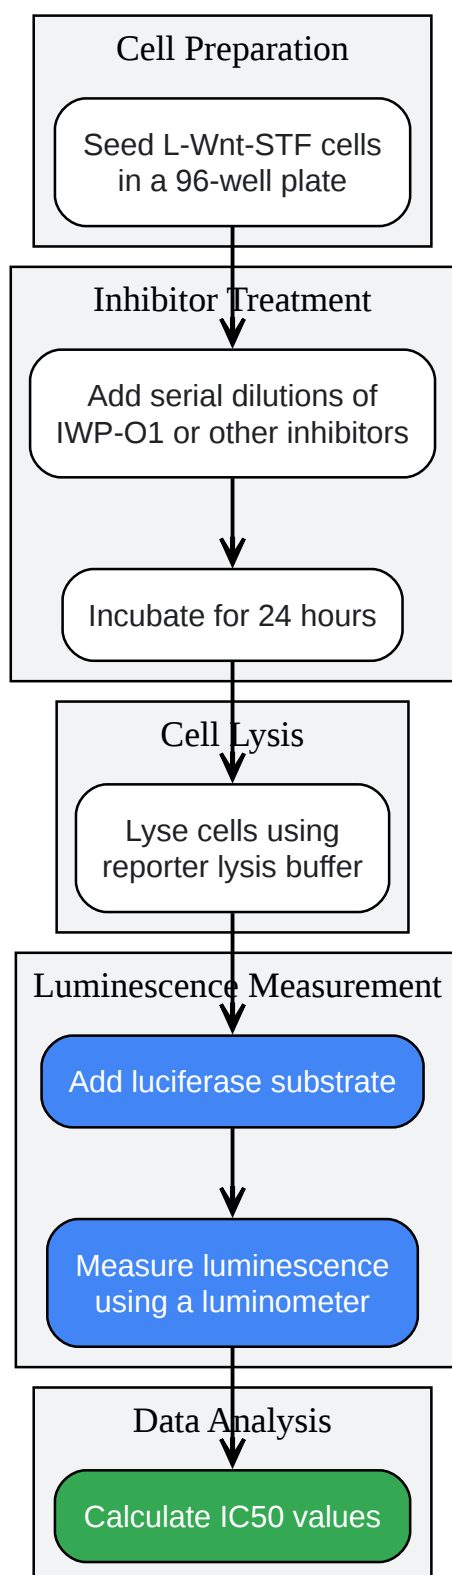 Cell Preparation
Seed L-Wnt-STF cells
in a 96-well plate
Inhibitor Treatment
Add serial dilutions of
IWP-O1 or other inhibitors
Incubate for 24 hours
Cell Lysis
Lyse cells using
reporter lysis buffer
Luminescence Measurement
Add luciferase substrate
Measure luminescence
using a luminometer
Data Analysis
Calculate IC50 values